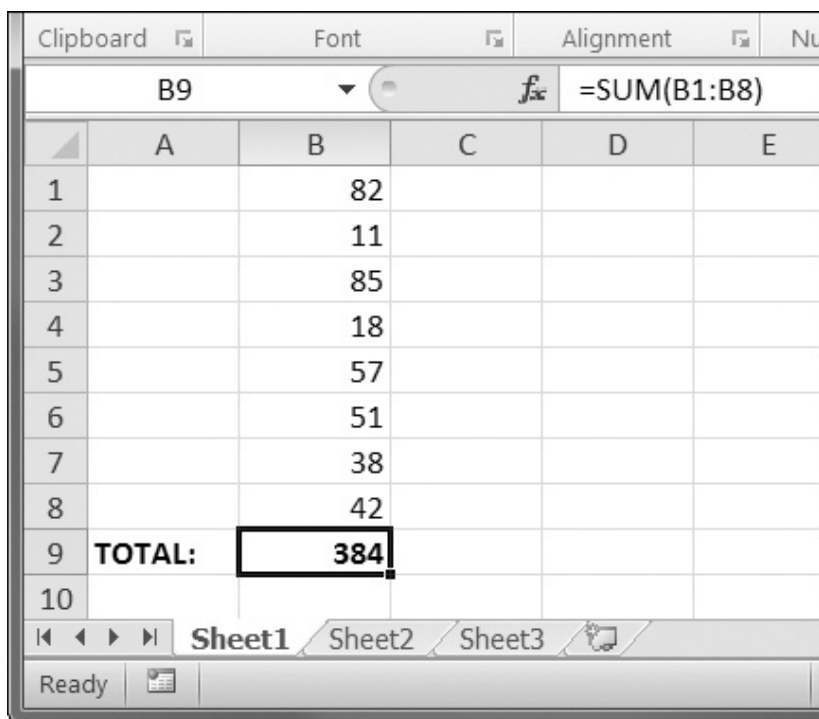 Clipboard Font Alignment Nu
B9 fx =SUM(B1:B8)
A B C D E
1 82
2 11
3 85
4 18
5 57
6 51
7 38
8 42
9 TOTAL: 384
10
Sheet1 Sheet2 Sheet3
Ready